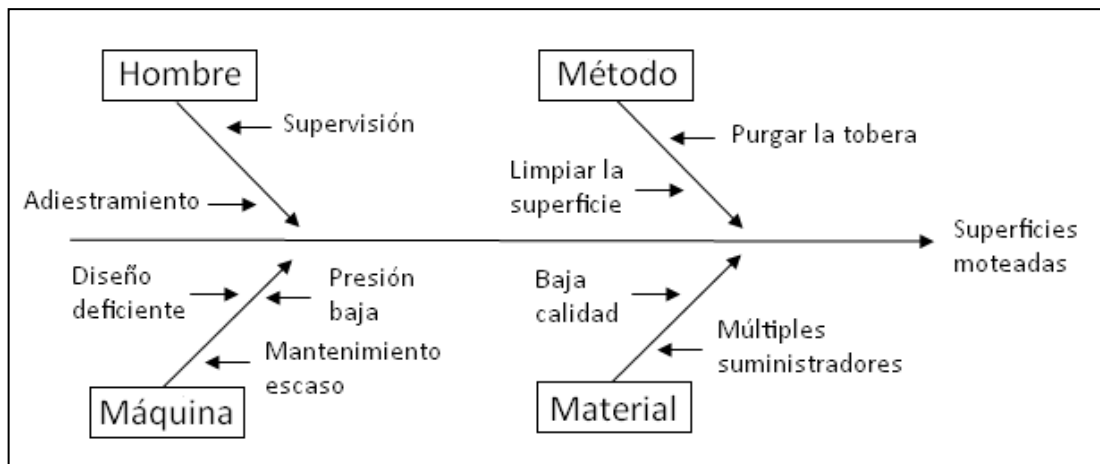 Hombre
Supervisión
Adiestramiento
Método
Purgar la tobera
Limpiar la
superficie
Superficies
moteadas
Diseño
deficiente
Presión
baja
Mantenimiento
escaso
Máquina
Baja
calidad
Múltiples
suministradores
Material